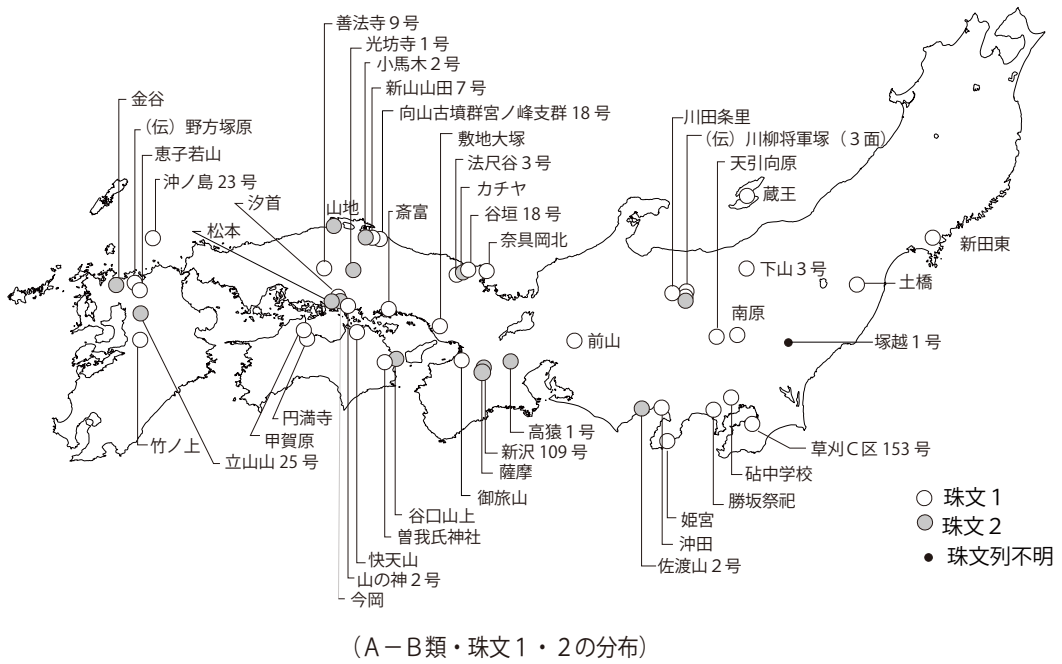 善法寺９号
光坊寺１号
小馬木２号
新山山田７号
向山古墳群宮ノ峰支群 18 号
敷地大塚
法尺谷３号
カチヤ
谷垣 18 号
奈具岡北
金谷
（伝）野方塚原
恵子若山
沖ノ島 23 号
汐首
松本
山地
斎富
川田条里
（伝）川柳将軍塚（３面）
天引向原
蔵王
新田東
下山３号
土橋
南原
塚越１号
前山
円満寺
甲賀原
竹ノ上
立山山 25 号
高猿１号
新沢 109 号
薩摩
御旅山
谷口山上
曽我氏神社
快天山
山の神２号
今岡
草刈Ｃ区 153 号
砧中学校
勝坂祭祀
姫宮
沖田
佐渡山２号
珠文１
珠文２
珠文列不明
（Ａ－Ｂ類・珠文１・２の分布）